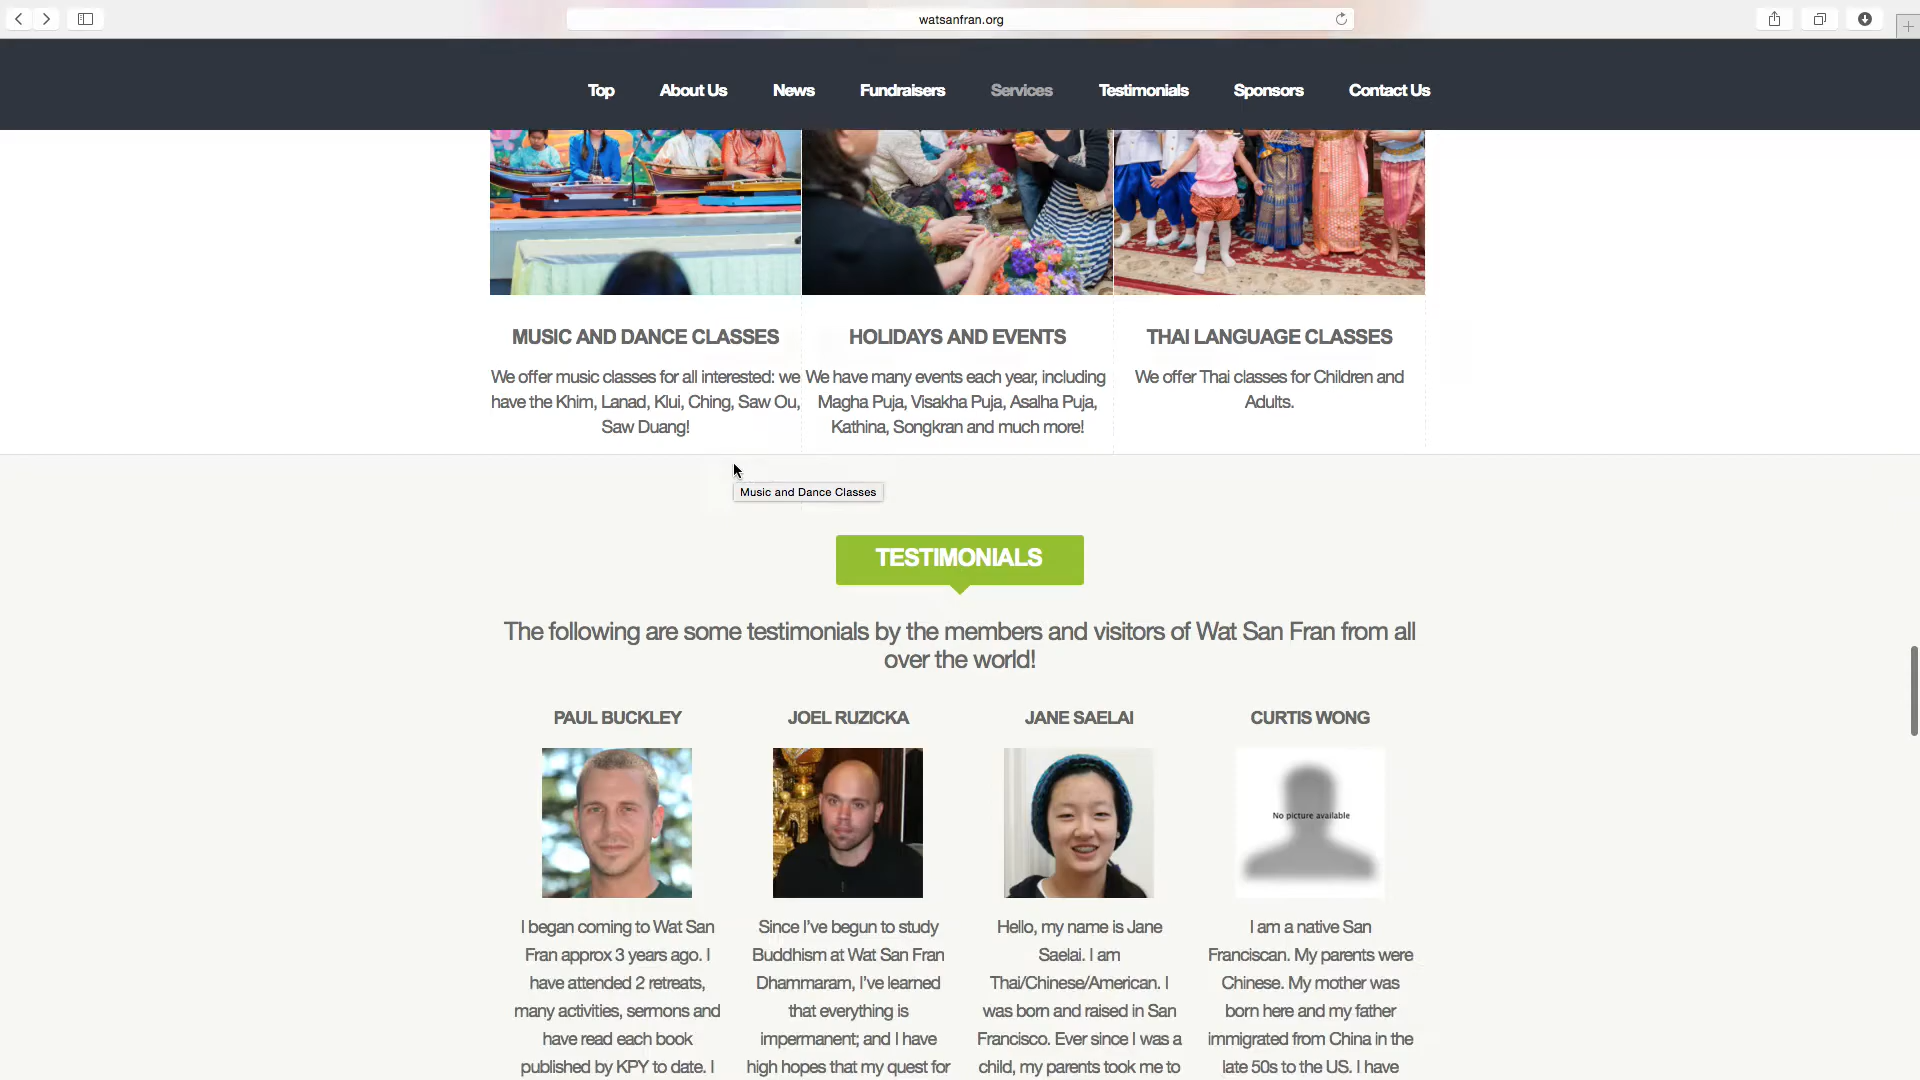 watsanfran.org
Top About Us News Fundraisers Services Testimonials Sponsors Contact Us
MUSIC AND DANCE CLASSES
We offer music classes for all interested: we
have the Khim, Lanad, Klui, Ching, Saw Ou,
Saw Duang!
HOLIDAYS AND EVENTS
We have many events each year, including
Magha Puja, Visakha Puja, Asalha Puja,
Kathina, Songkran and much more!
THAI LANGUAGE CLASSES
We offer Thai classes for Children and
Adults.
Music and Dance Classes
TESTIMONIALS
The following are some testimonials by the members and visitors of Wat San Fran from all
over the world!
PAUL BUCKLEY
I began coming to Wat San
Fran approx 3 years ago. I
have attended 2 retreats,
many activities, sermons and
have read each book
published by KPY to date. I
JOEL RUZICKA
Since I've begun to study
Buddhism at Wat San Fran
Dhammaram, I've learned
that everything is
impermanent; and I have
high hopes that my quest for
JANE SAELAI
Hello, my name is Jane
Saelai. I am
Thai/Chinese/American. I
was born and raised in San
Francisco. Ever since I was a
child, my parents took me to
CURTIS WONG
No picture available
I am a native San
Franciscan. My parents were
Chinese. My mother was
born here and my father
immigrated from China in the
late 50s to the US. I have